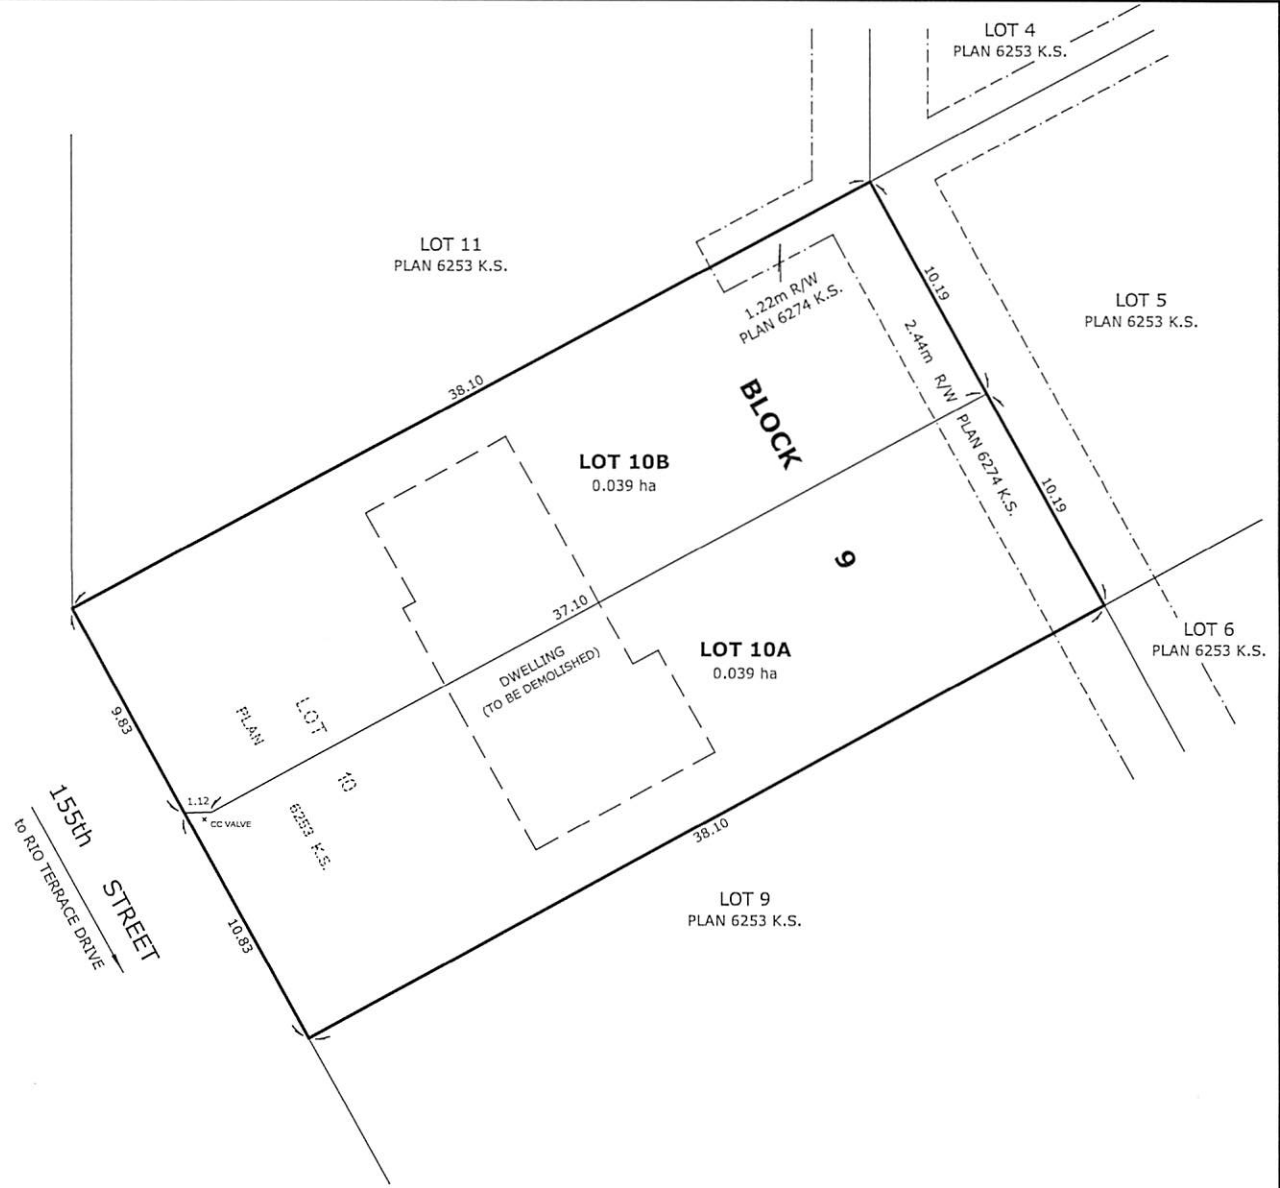 LOT 4
PLAN 6253 K.S.
LOT 11
PLAN 6253 K.S.
1.22m R/W
PLAN 6274 K.S.
10.19
LOT 5
PLAN 6253 K.S.
2.44m R/W PLAN 6274 K.S.
38.10
BLOCK
9
LOT 10B
0.039 ha
10.19
37.10
DWELLING
(TO BE DEMOLISHED)
LOT 10A
0.039 ha
LOT 6
PLAN 6253 K.S.
LOT 10
PLAN 6253 K.S.
9.83
1.12
CC VALVE
155th STREET
to RIO TERRACE DRIVE
10.83
38.10
LOT 9
PLAN 6253 K.S.